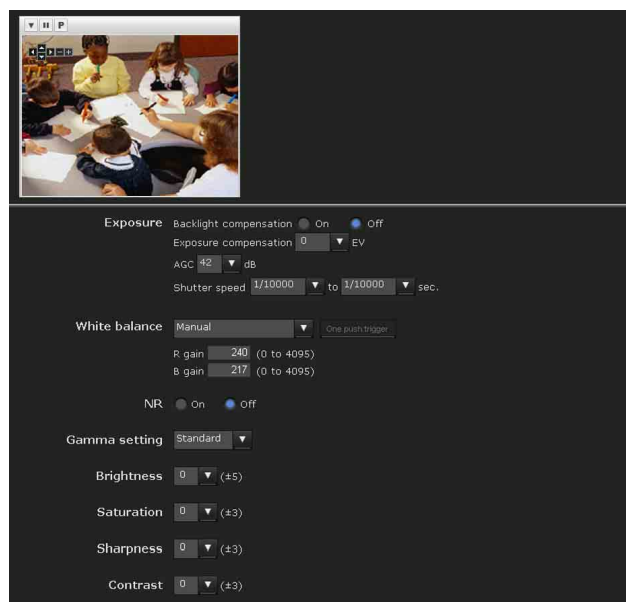 P
Exposure Backlight compensation On Off
Exposure compensation 0 EV
AGC 42 dB
Shutter speed 1/10000 to 1/10000 sec.
White balance Manual One push trigger
R gain 240 (0 to 4095)
B gain 217 (0 to 4095)
NR On Off
Gamma setting Standard
Brightness 0 (±5)
Saturation 0 (±3)
Sharpness 0 (±3)
Contrast 0 (±3)